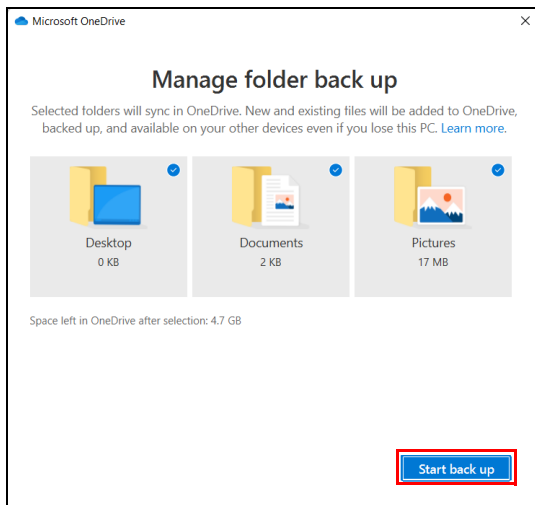 Microsoft OneDrive
Manage folder back up
Selected folders will sync in OneDrive. New and existing files will be added to OneDrive,
backed up, and available on your other devices even if you lose this PC. Learn more.
Desktop
0 KB
Documents
2 KB
Pictures
17 MB
Space left in OneDrive after selection: 4.7 GB
Start back up